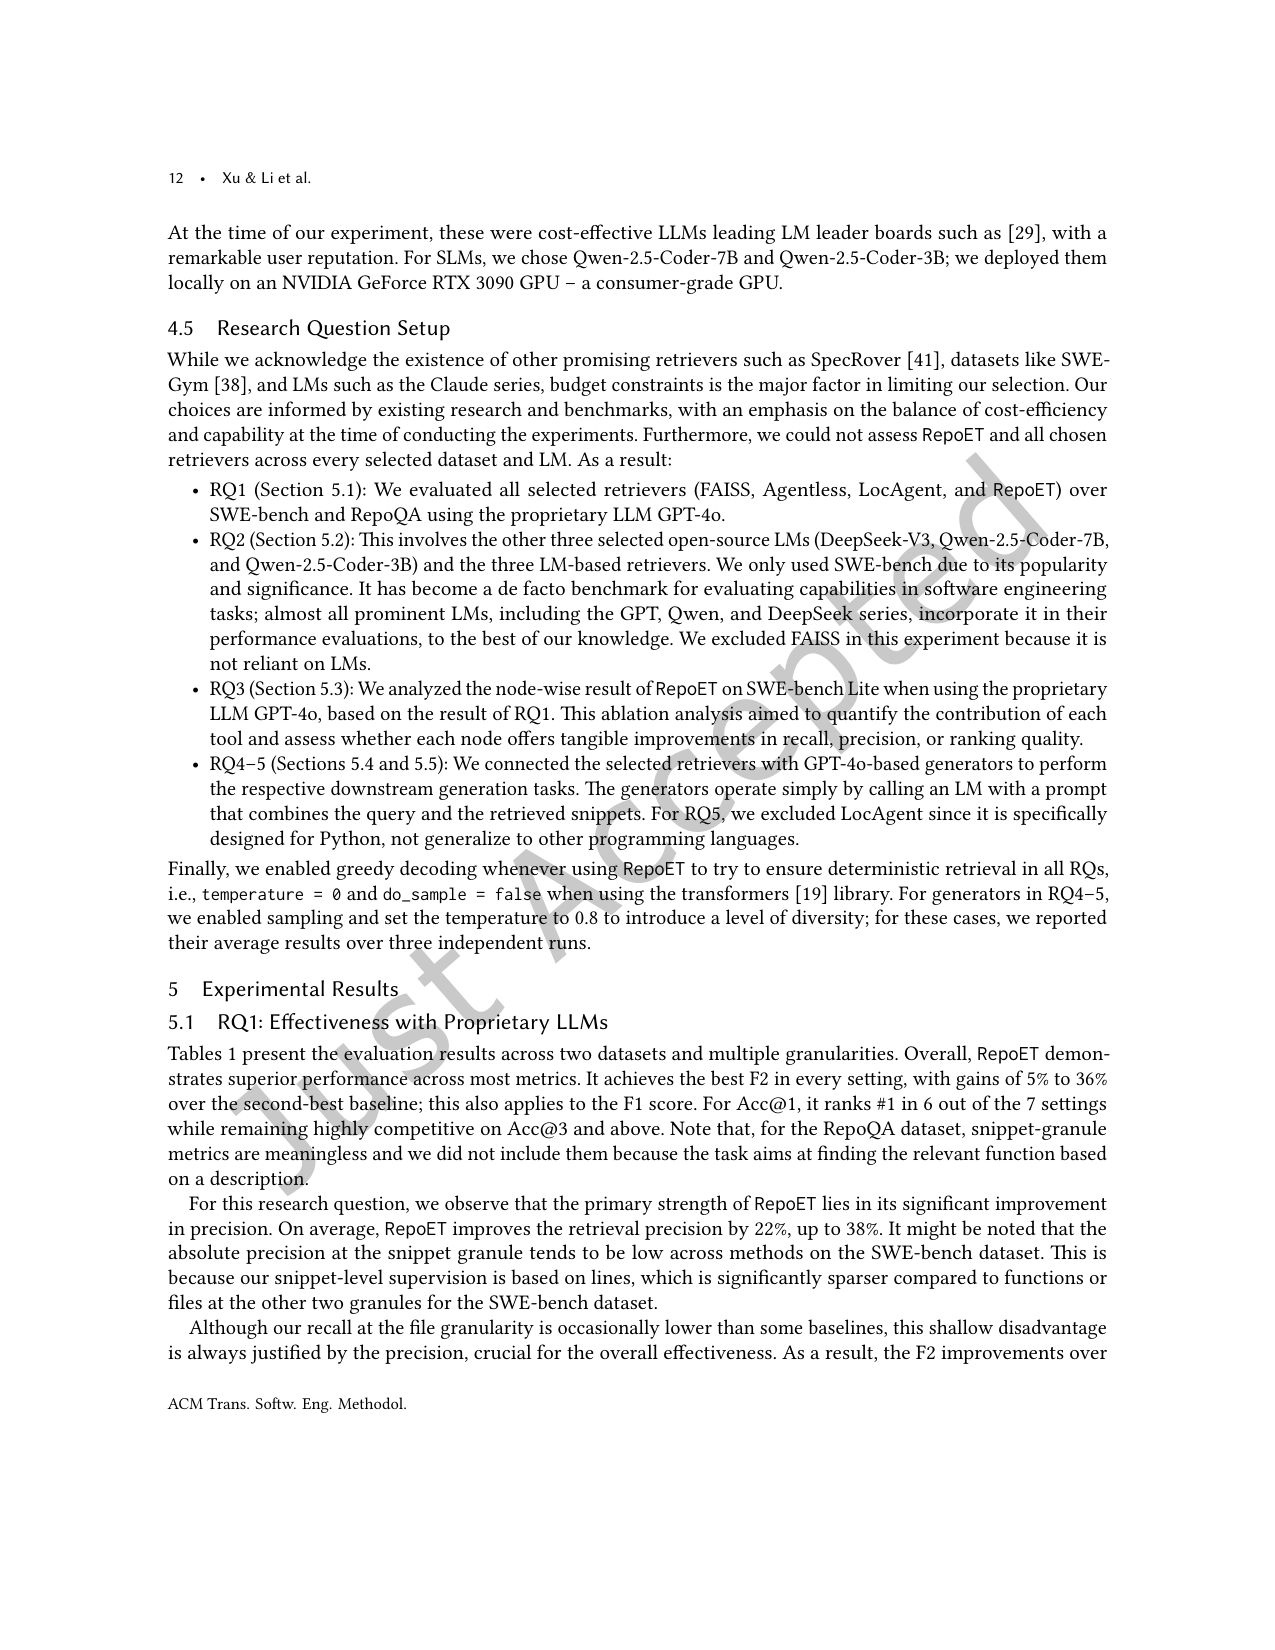 12 • Xu & Li et al.
At the time of our experiment, these were cost-effective LLMs leading LM leader boards such as [29], with a
remarkable user reputation. For SLMs, we chose Qwen-2.5-Coder-7B and Qwen-2.5-Coder-3B; we deployed them
locally on an NVIDIA GeForce RTX 3090 GPU – a consumer-grade GPU.
4.5 Research Question Setup
While we acknowledge the existence of other promising retrievers such as SpecRover [41], datasets like SWE-
Gym [38], and LMs such as the Claude series, budget constraints is the major factor in limiting our selection. Our
choices are informed by existing research and benchmarks, with an emphasis on the balance of cost-efficiency
and capability at the time of conducting the experiments. Furthermore, we could not assess RepoET and all chosen
retrievers across every selected dataset and LM. As a result:
• RQ1 (Section 5.1): We evaluated all selected retrievers (FAISS, Agentless, LocAgent, and RepoET) over
SWE-bench and RepoQA using the proprietary LLM GPT-4o.
• RQ2 (Section 5.2): This involves the other three selected open-source LMs (DeepSeek-V3, Qwen-2.5-Coder-7B,
and Qwen-2.5-Coder-3B) and the three LM-based retrievers. We only used SWE-bench due to its popularity
and significance. It has become a de facto benchmark for evaluating capabilities in software engineering
tasks; almost all prominent LMs, including the GPT, Qwen, and DeepSeek series, incorporate it in their
performance evaluations, to the best of our knowledge. We excluded FAISS in this experiment because it is
not reliant on LMs.
• RQ3 (Section 5.3): We analyzed the node-wise result of RepoET on SWE-bench Lite when using the proprietary
LLM GPT-4o, based on the result of RQ1. This ablation analysis aimed to quantify the contribution of each
tool and assess whether each node offers tangible improvements in recall, precision, or ranking quality.
• RQ4–5 (Sections 5.4 and 5.5): We connected the selected retrievers with GPT-4o-based generators to perform
the respective downstream generation tasks. The generators operate simply by calling an LM with a prompt
that combines the query and the retrieved snippets. For RQ5, we excluded LocAgent since it is specifically
designed for Python, not generalize to other programming languages.
Finally, we enabled greedy decoding whenever using RepoET to try to ensure deterministic retrieval in all RQs,
i.e., temperature = 0 and do_sample = false when using the transformers [19] library. For generators in RQ4–5,
we enabled sampling and set the temperature to 0.8 to introduce a level of diversity; for these cases, we reported
their average results over three independent runs.
5 Experimental Results
5.1 RQ1: Effectiveness with Proprietary LLMs
Tables 1 present the evaluation results across two datasets and multiple granularities. Overall, RepoET demon-
strates superior performance across most metrics. It achieves the best F2 in every setting, with gains of 5% to 36%
over the second-best baseline; this also applies to the F1 score. For Acc@1, it ranks #1 in 6 out of the 7 settings
while remaining highly competitive on Acc@3 and above. Note that, for the RepoQA dataset, snippet-granule
metrics are meaningless and we did not include them because the task aims at finding the relevant function based
on a description.
For this research question, we observe that the primary strength of RepoET lies in its significant improvement
in precision. On average, RepoET improves the retrieval precision by 22%, up to 38%. It might be noted that the
absolute precision at the snippet granule tends to be low across methods on the SWE-bench dataset. This is
because our snippet-level supervision is based on lines, which is significantly sparser compared to functions or
files at the other two granules for the SWE-bench dataset.
Although our recall at the file granularity is occasionally lower than some baselines, this shallow disadvantage
is always justified by the precision, crucial for the overall effectiveness. As a result, the F2 improvements over
ACM Trans. Softw. Eng. Methodol.
Just Accepted